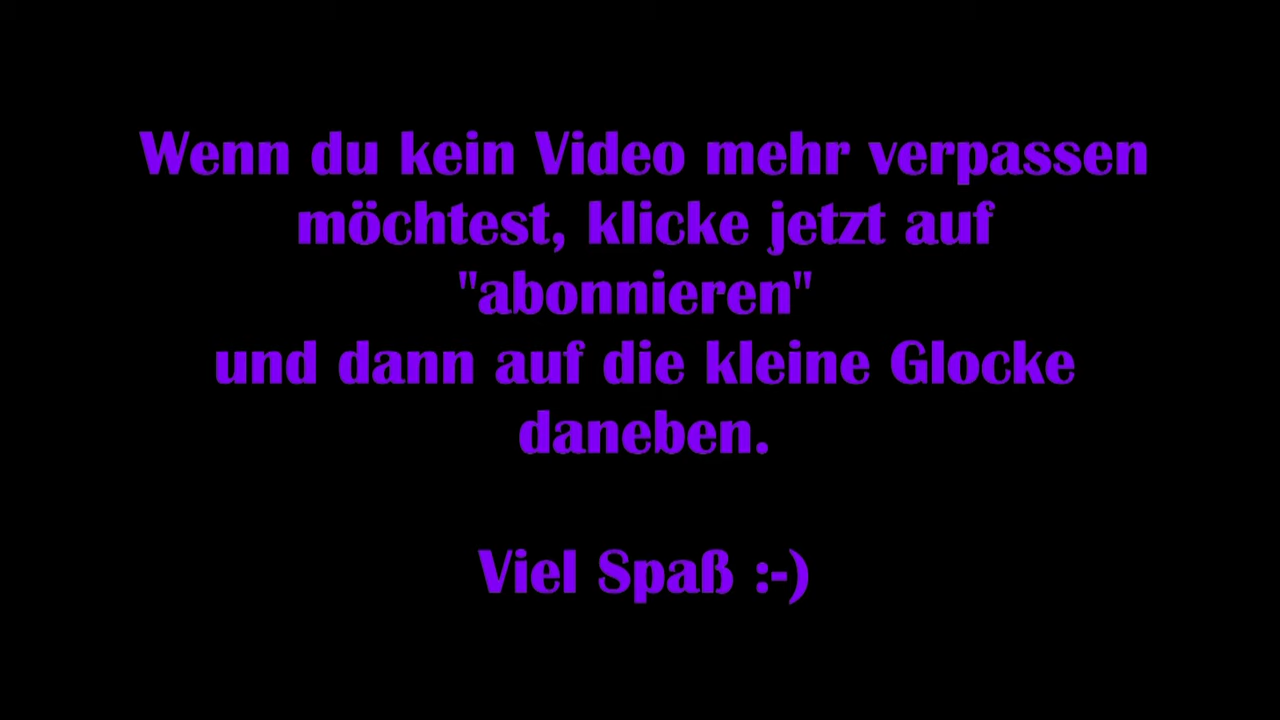 Wenn du kein Video mehr verpassen
möchtest, klicke jetzt auf
"abonnieren"
und dann auf die kleine Glocke
daneben.
Viel Spaß :-)